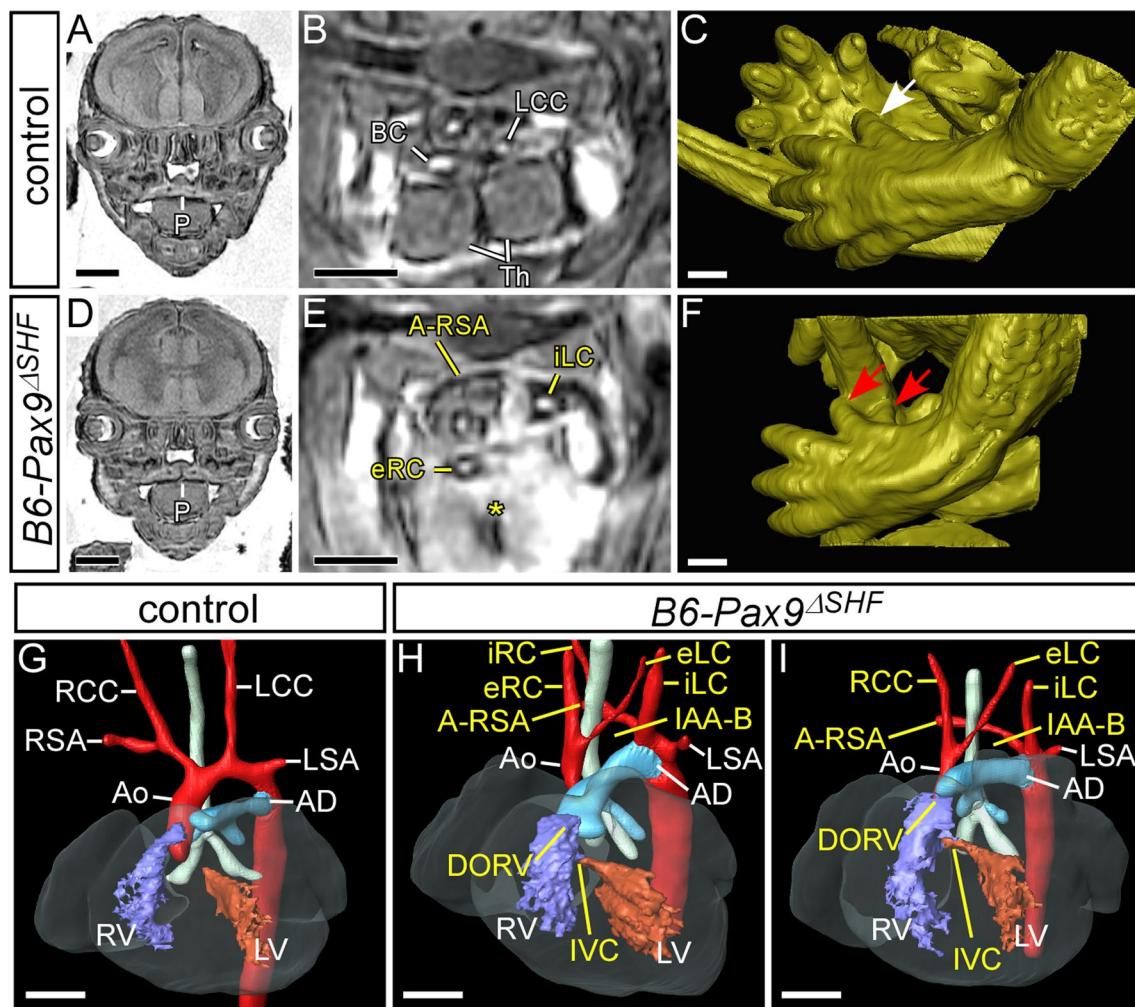 control
A
P
B
BC
LCC
Th
C
B6-Pax9ΔSHF
D
P
E
A-RSA
iLC
eRC
*
F
control
B6-Pax9ΔSHF
G
RCC
LCC
RSA
LSA
Ao
AD
RV
LV
H
iRC
eLC
eRC
iLC
A-RSA
IAA-B
Ao
LSA
AD
DORV
RV
LV
IVC
I
eLC
RCC
iLC
A-RSA
IAA-B
Ao
LSA
AD
DORV
RV
LV
IVC